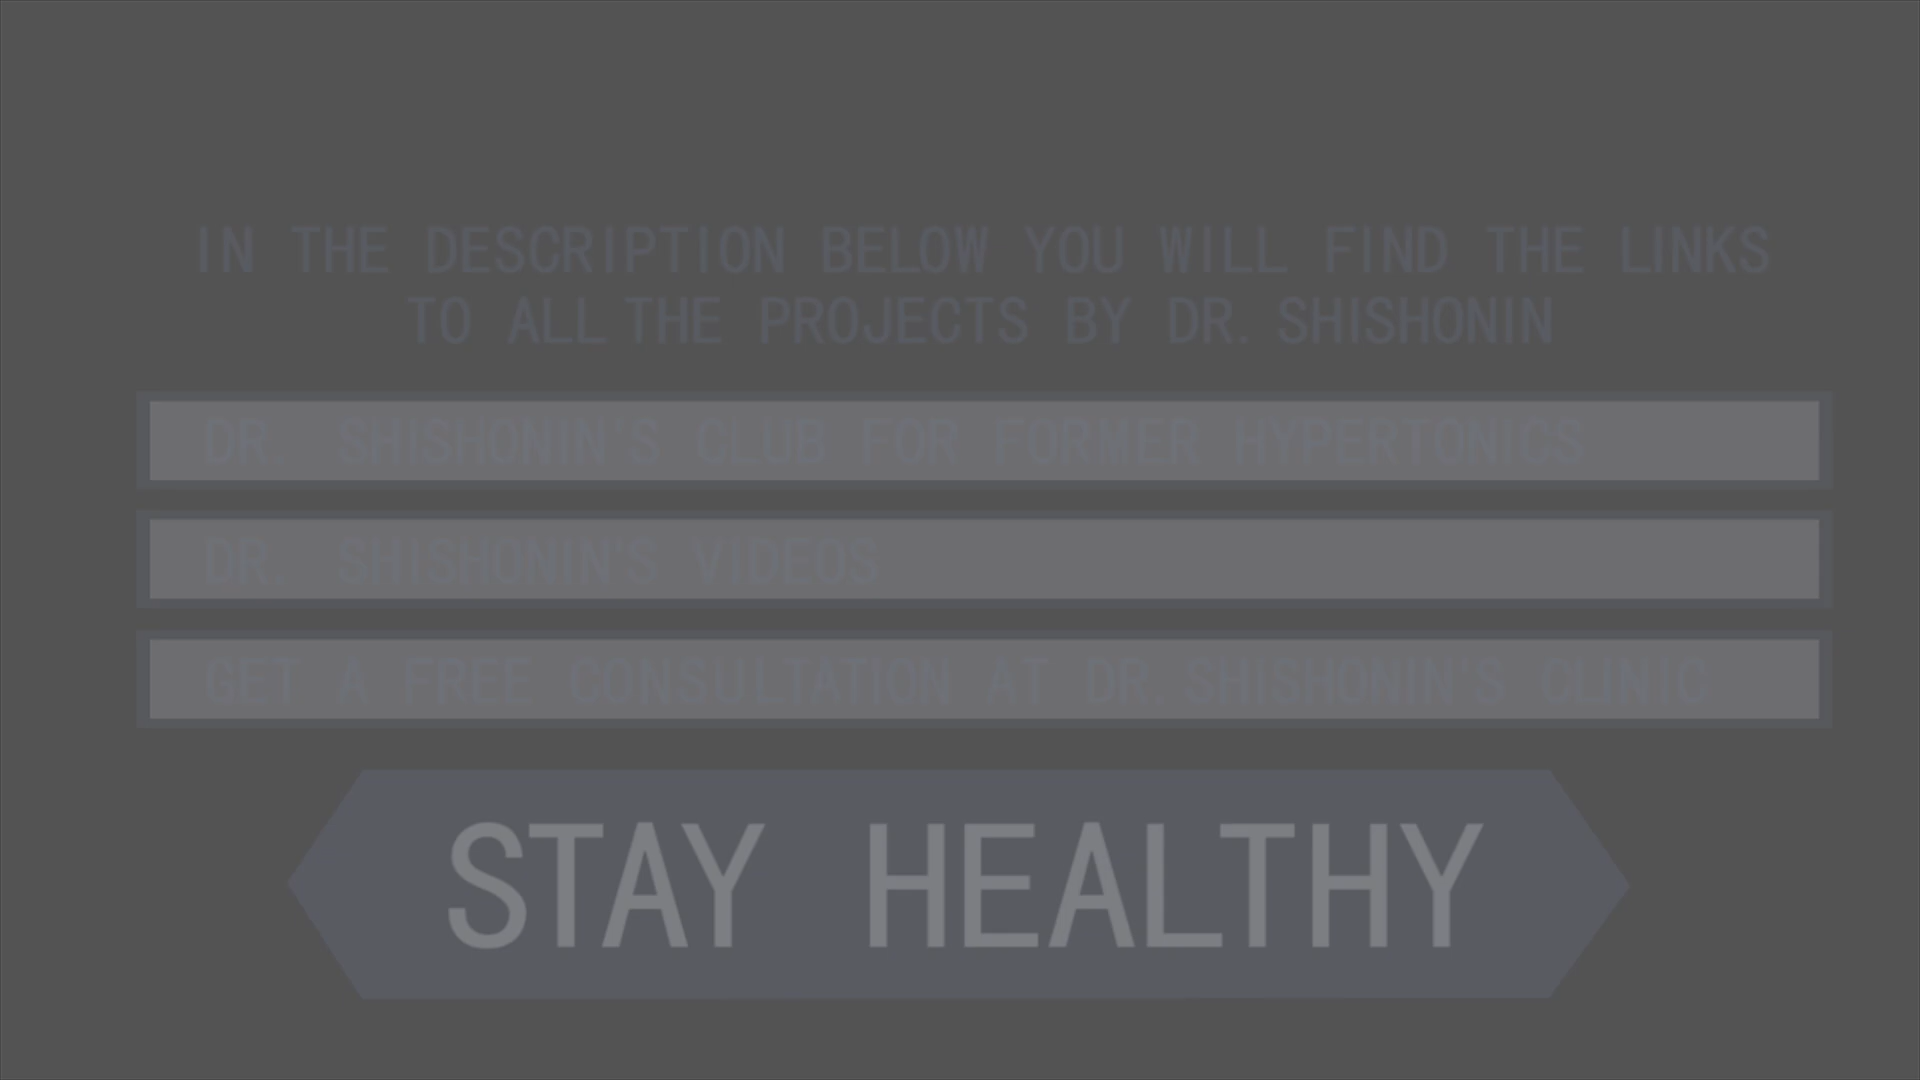 IN THE DESCRIPTION BELOW YOU WILL FIND THE LINKS
TO ALL THE PROJECTS BY DR. SHISHONIN
DR. SHISHONIN'S CLUB FOR FORMER HYPERTONICS
DR. SHISHONIN'S VIDEOS
GET A FREE CONSULTATION AT DR. SHISHONIN'S CLINIC
STAY HEALTHY